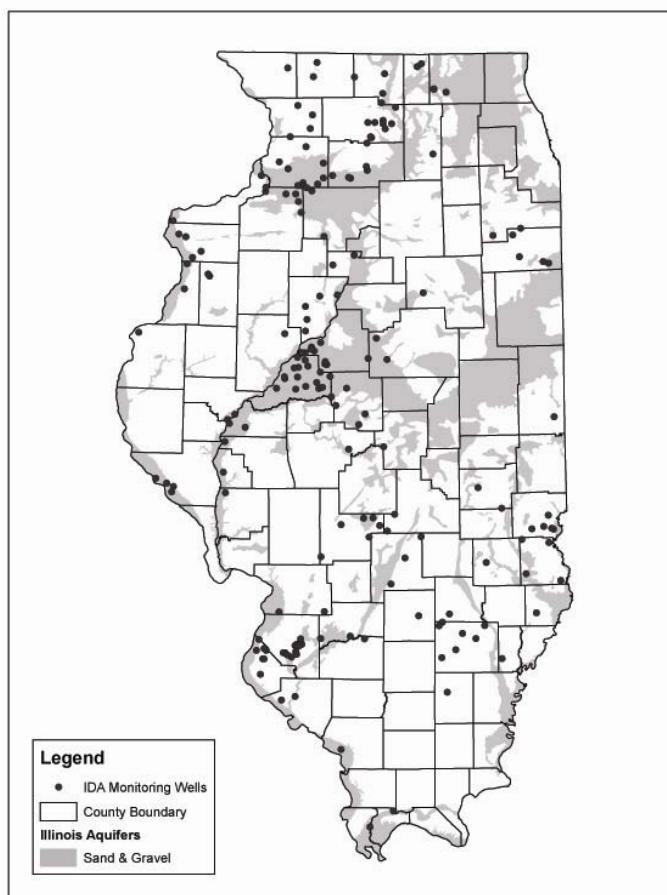 Legend
IDA Monitoring Wells
County Boundary
Illinois Aquifers
Sand & Gravel